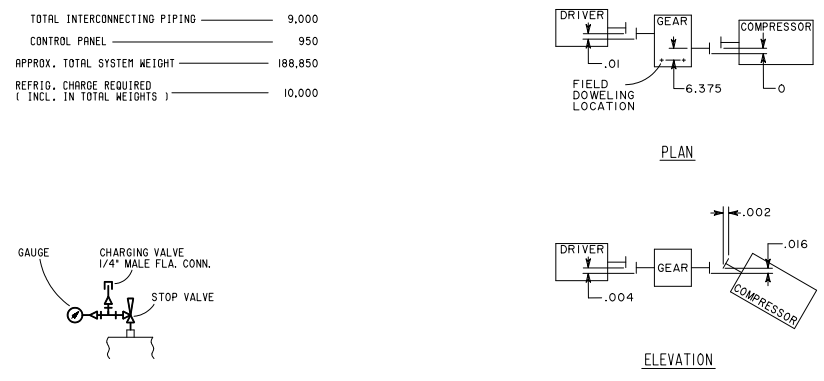 TOTAL INTERCONNECTING PIPING 9,000
CONTROL PANEL 950
APPROX. TOTAL SYSTEM WEIGHT 188,850
REFRIG. CHARGE REQUIRED
( INCL. IN TOTAL WEIGHTS ) 10,000
DRIVER
GEAR
COMPRESSOR
.01
FIELD
DOWELING
LOCATION
6.375
0
PLAN
GAUGE
CHARGING VALVE
1/4" MALE FLA. CONN.
STOP VALVE
.002
.016
DRIVER
GEAR
COMPRESSOR
.004
ELEVATION